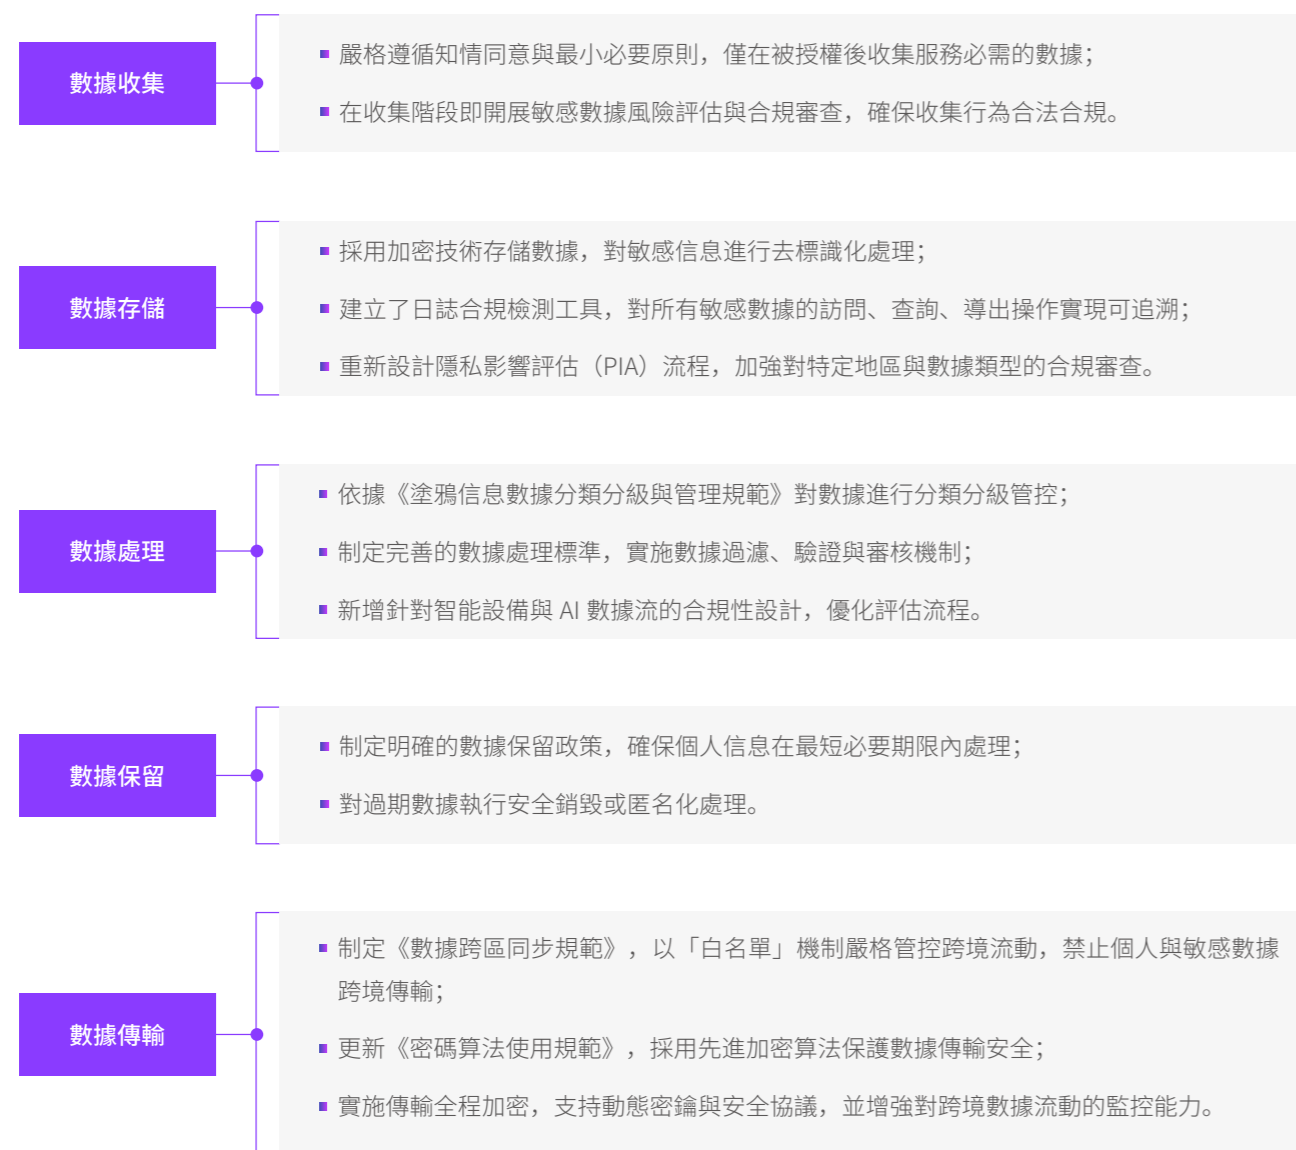 數據收集
嚴格遵循知情同意與最小必要原則，僅在被授權後收集服務必需的數據；
在收集階段即開展敏感數據風險評估與合規審查，確保收集行為合法合規。
數據存儲
採用加密技術存儲數據，對敏感信息進行去標識化處理；
建立了日誌合規檢測工具，對所有敏感數據的訪問、查詢、導出操作實現可追溯；
重新設計隱私影響評估（PIA）流程，加強對特定地區與數據類型的合規審查。
數據處理
依據《塗鴉信息數據分類分級與管理規範》對數據進行分類分級管控；
制定完善的數據處理標準，實施數據過濾、驗證與審核機制；
新增針對智能設備與 AI 數據流的合規性設計，優化評估流程。
數據保留
制定明確的數據保留政策，確保個人信息在最短必要期限內處理；
對過期數據執行安全銷毀或匿名化處理。
數據傳輸
制定《數據跨區同步規範》，以「白名單」機制嚴格管控跨境流動，禁止個人與敏感數據
跨境傳輸；
更新《密碼算法使用規範》，採用先進加密算法保護數據傳輸安全；
實施傳輸全程加密，支持動態密鑰與安全協議，並增強對跨境數據流動的監控能力。